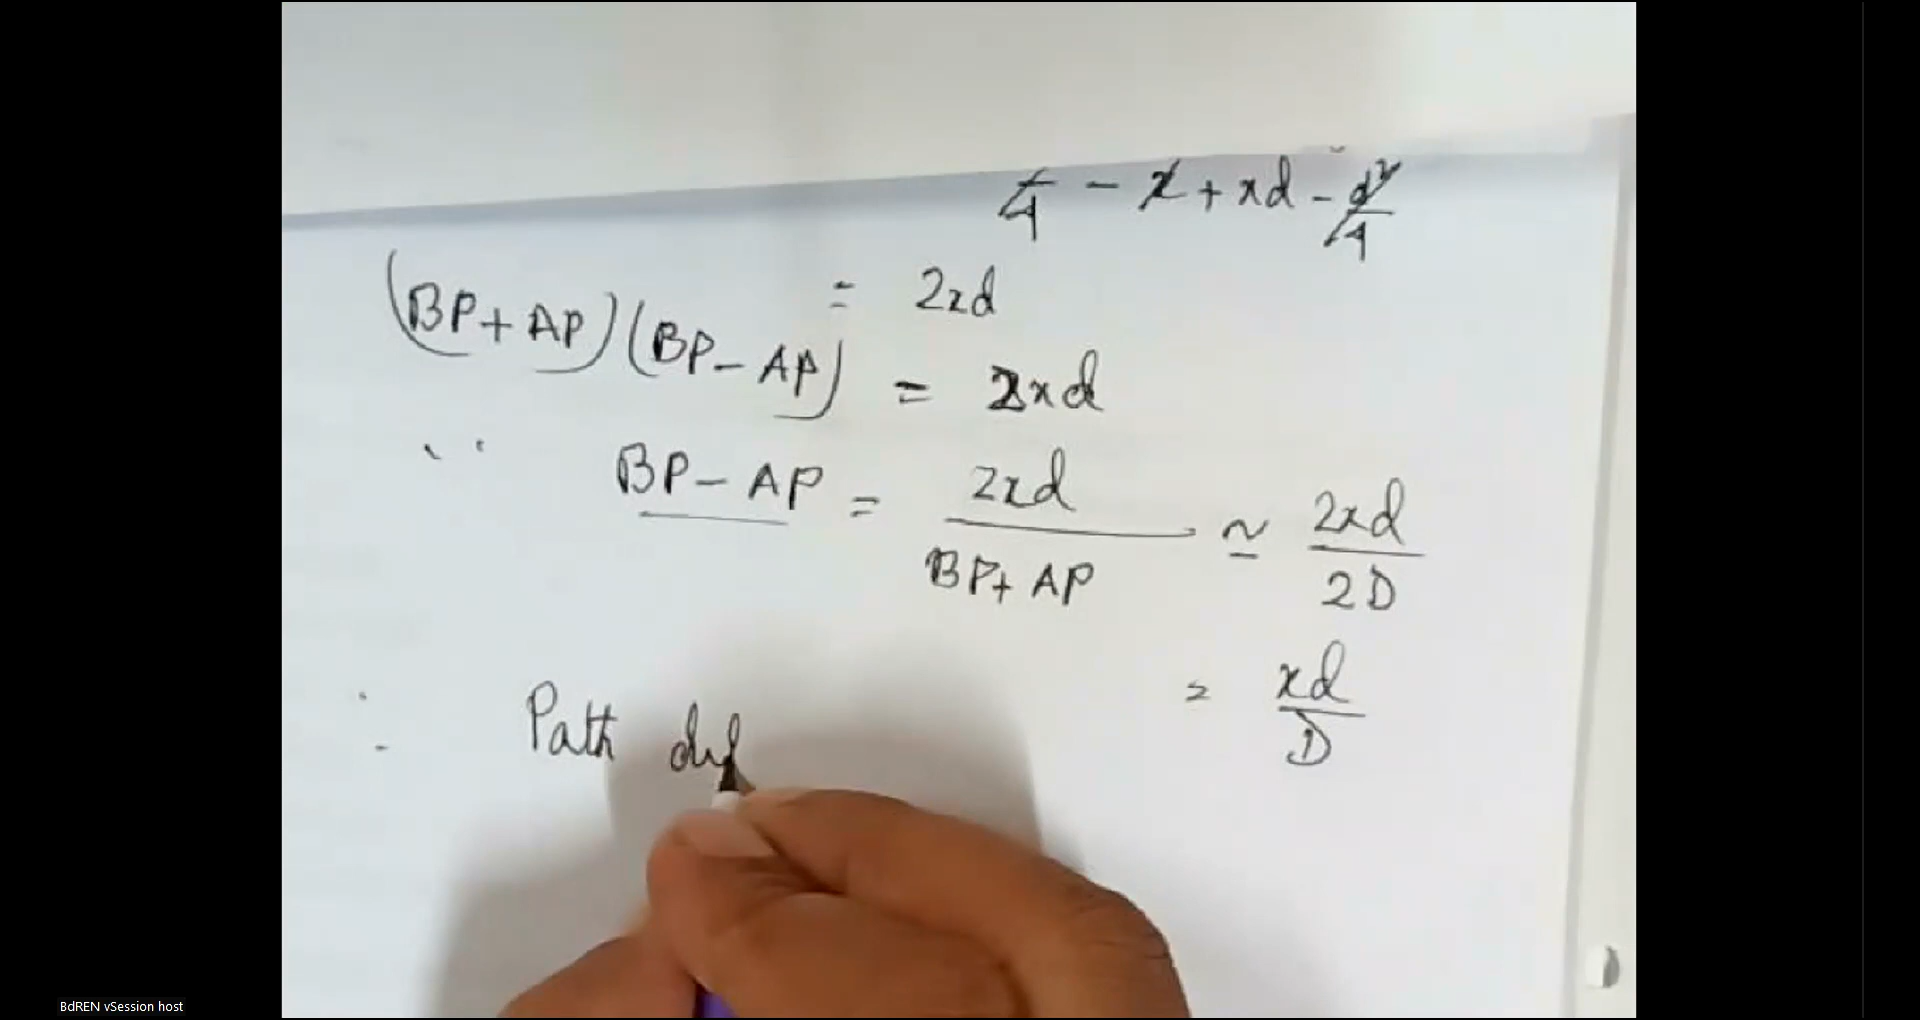 4 - x² + xd - d²/4
= 2xd
(BP + AP) (BP - AP) = 2xd
BP - AP = 2xd / BP + AP ≃ 2xd / 2D
= xd / D
Path dif
BdREN vSession host